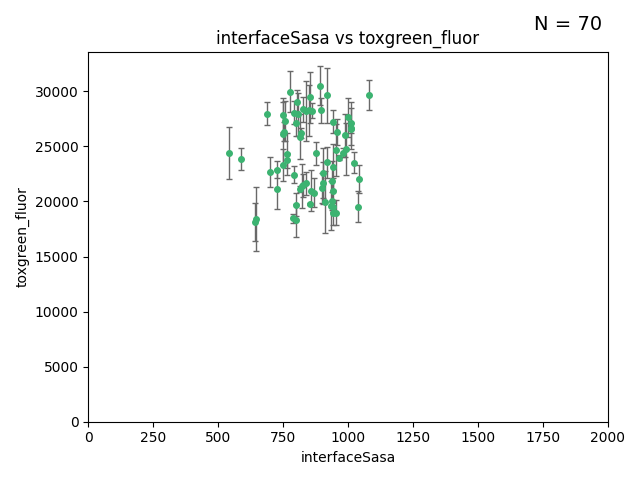 N = 70
interfaceSasa vs toxgreen_fluor
30000
25000
20000
15000
10000
5000
0
toxgreen_fluor
0 250 500 750 1000 1250 1500 1750 2000
interfaceSasa